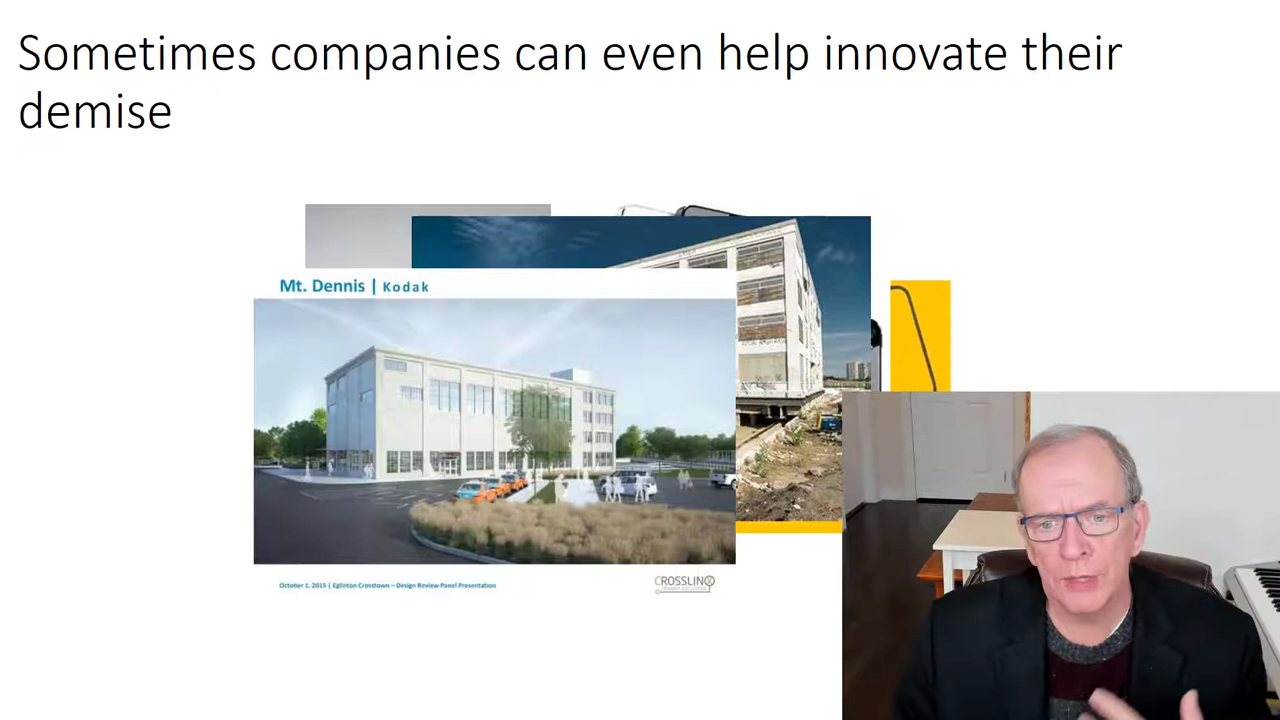 Sometimes companies can even help innovate their
demise
Mt. Dennis | Kodak
October 1, 2015 | Eglinton Crosstown – Design Review Panel Presentation
CROSSLINX